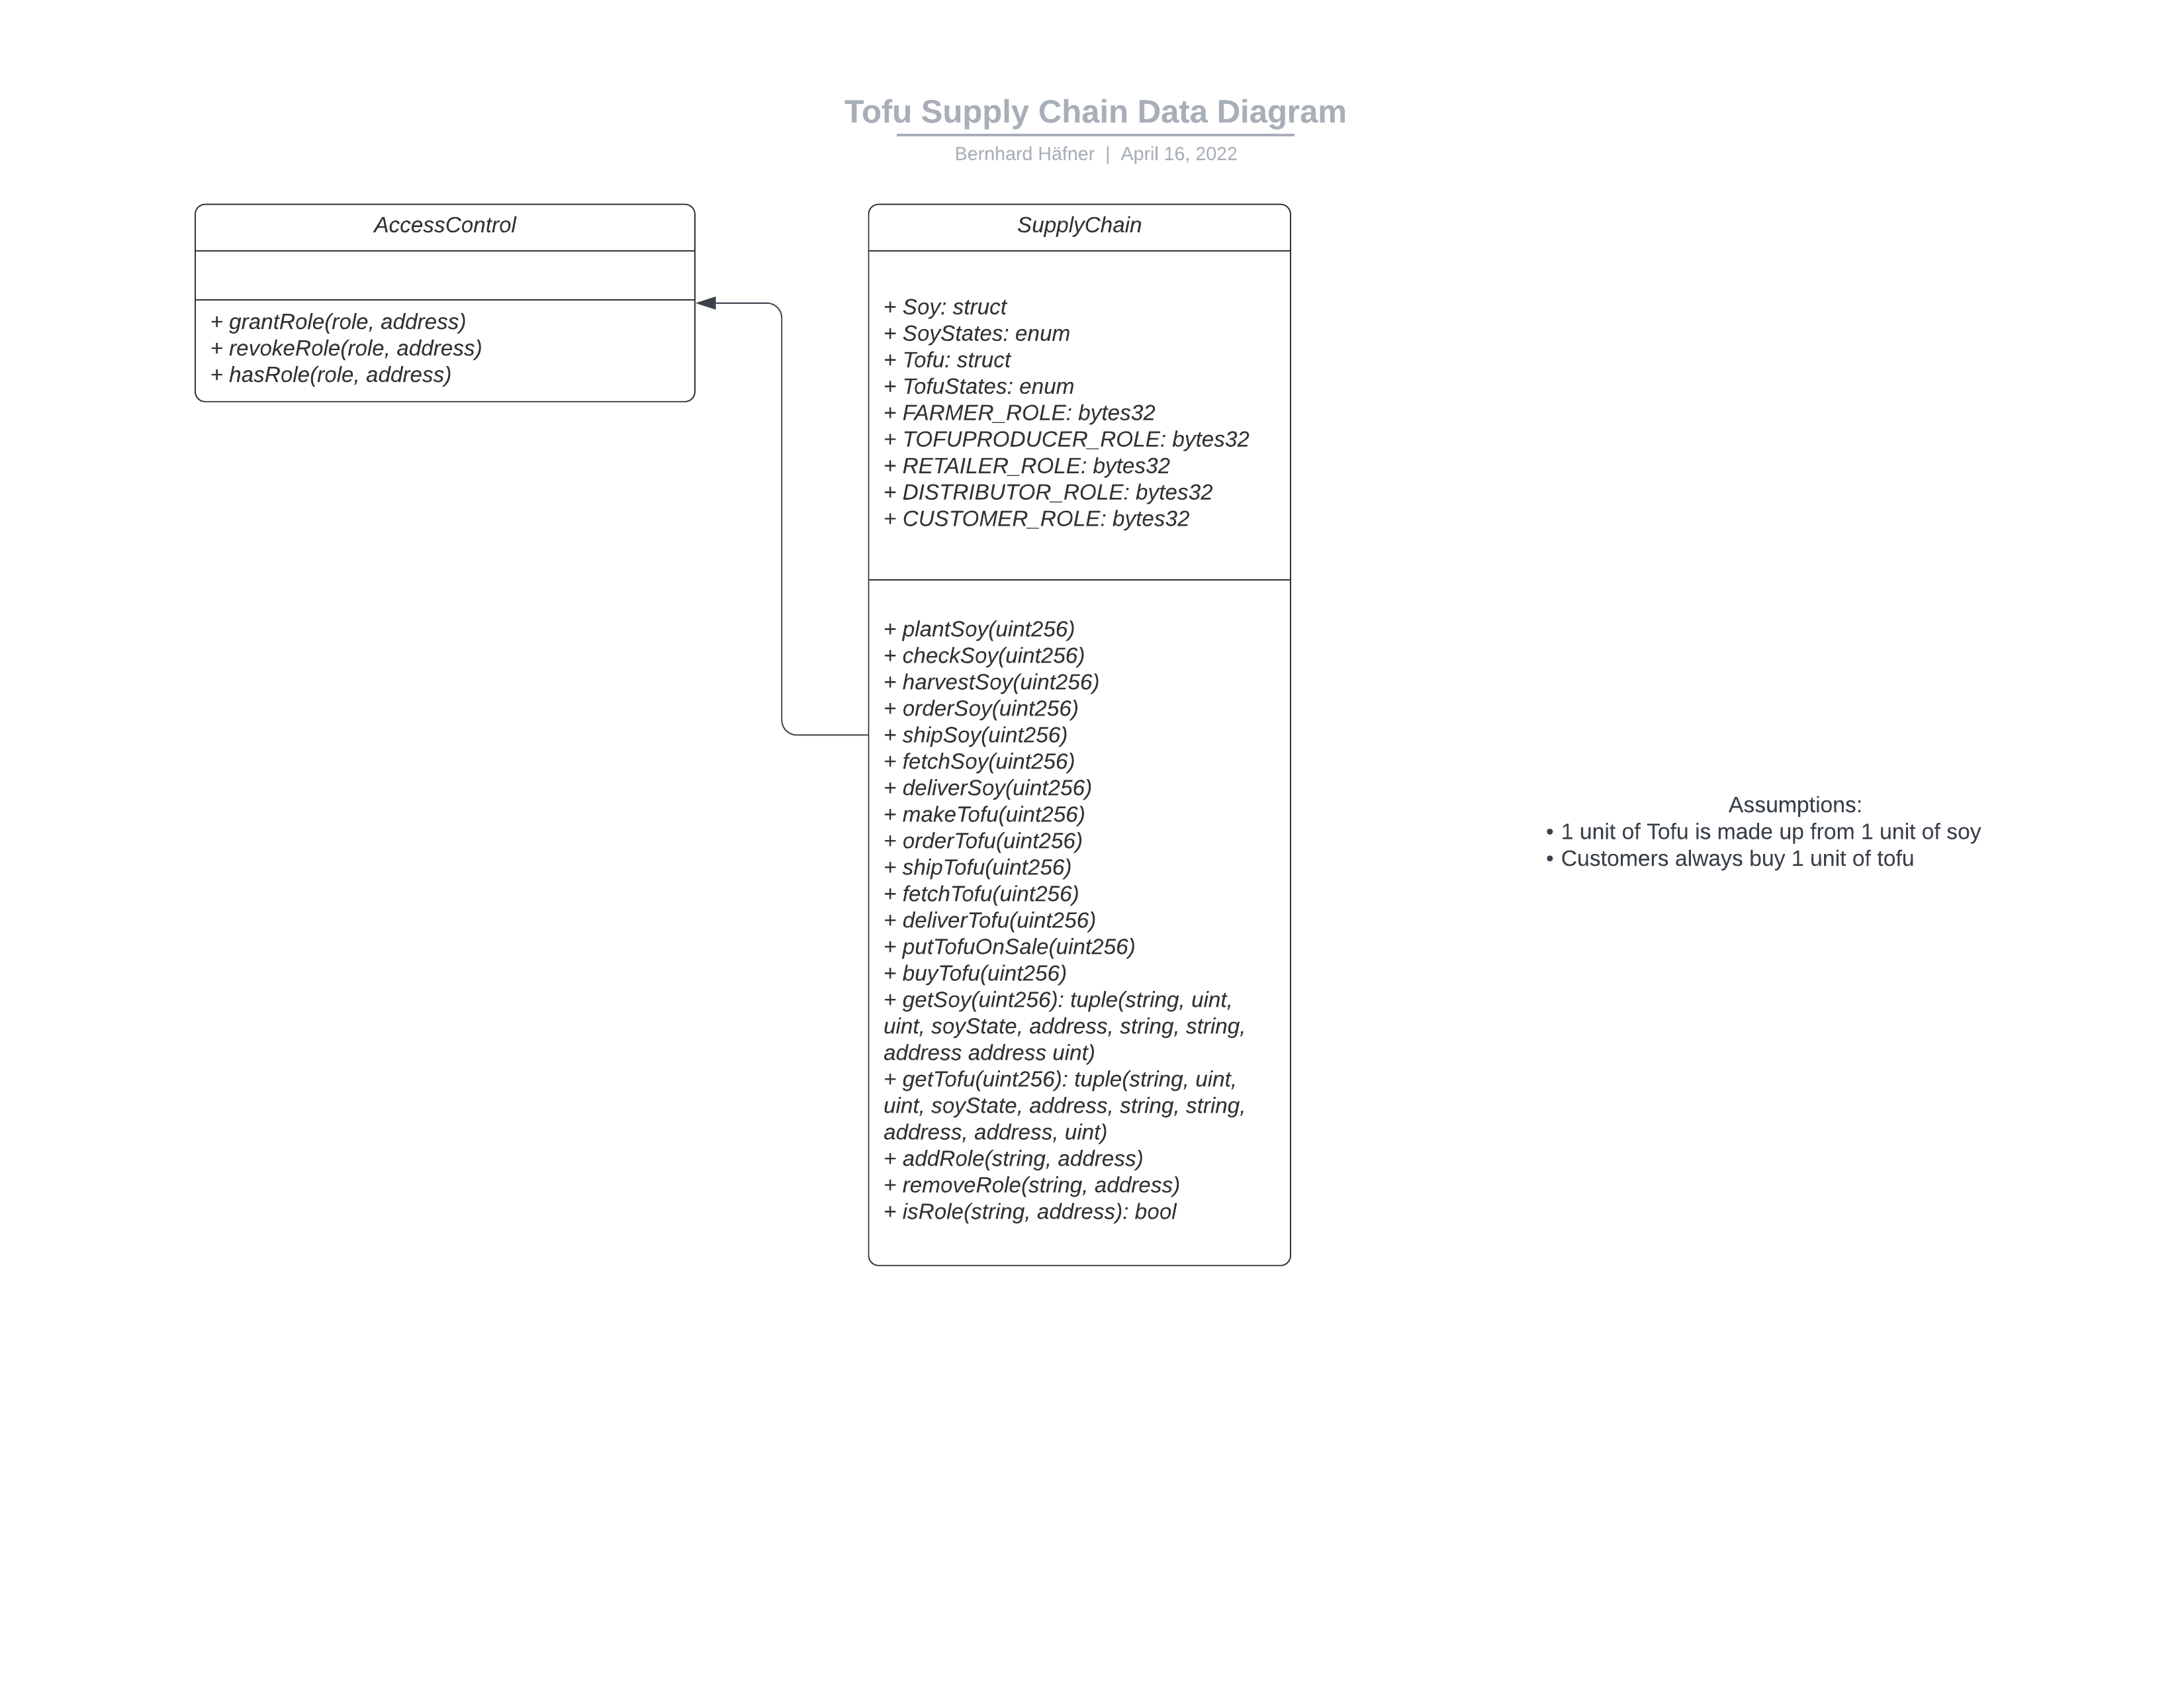 Tofu Supply Chain Data Diagram
Bernhard Häfner | April 16, 2022
AccessControl
+ grantRole(role, address)
+ revokeRole(role, address)
+ hasRole(role, address)
SupplyChain
+ Soy: struct
+ SoyStates: enum
+ Tofu: struct
+ TofuStates: enum
+ FARMER_ROLE: bytes32
+ TOFUPRODUCER_ROLE: bytes32
+ RETAILER_ROLE: bytes32
+ DISTRIBUTOR_ROLE: bytes32
+ CUSTOMER_ROLE: bytes32
+ plantSoy(uint256)
+ checkSoy(uint256)
+ harvestSoy(uint256)
+ orderSoy(uint256)
+ shipSoy(uint256)
+ fetchSoy(uint256)
+ deliverSoy(uint256)
+ makeTofu(uint256)
+ orderTofu(uint256)
+ shipTofu(uint256)
+ fetchTofu(uint256)
+ deliverTofu(uint256)
+ putTofuOnSale(uint256)
+ buyTofu(uint256)
+ getSoy(uint256): tuple(string, uint,
uint, soyState, address, string, string,
address address uint)
+ getTofu(uint256): tuple(string, uint,
uint, soyState, address, string, string,
address, address, uint)
+ addRole(string, address)
+ removeRole(string, address)
+ isRole(string, address): bool
Assumptions:
• 1 unit of Tofu is made up from 1 unit of soy
• Customers always buy 1 unit of tofu